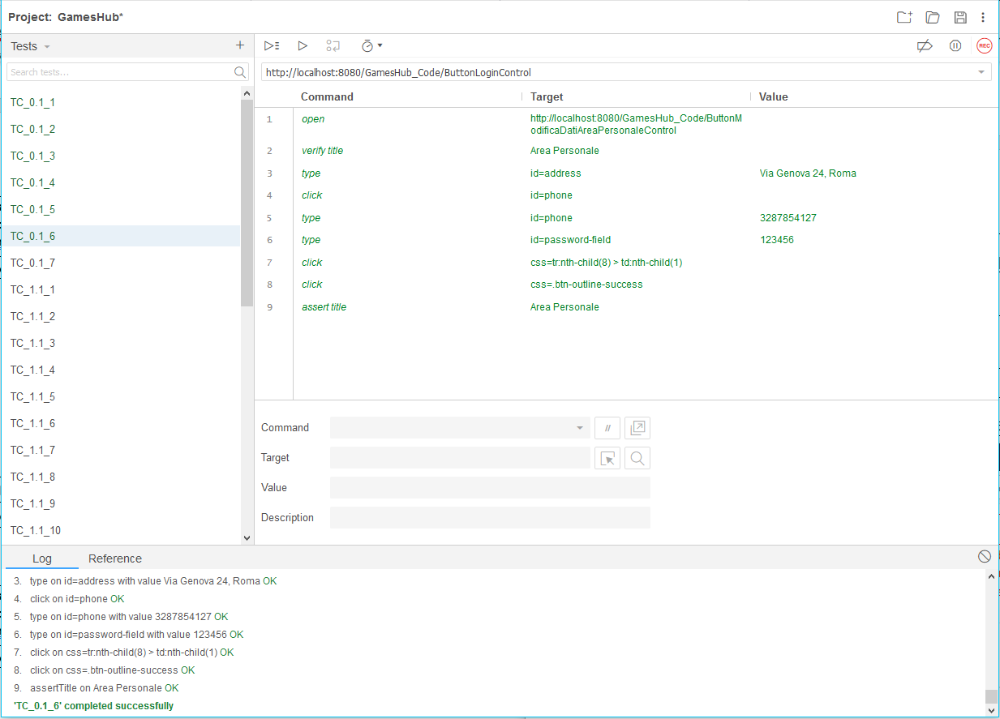 Project: GamesHub*
Tests
REC
Search tests...
http://localhost:8080/GamesHub_Code/ButtonLoginControl
TC_0.1_1
TC_0.1_2
TC_0.1_3
TC_0.1_4
TC_0.1_5
TC_0.1_6
TC_0.1_7
TC_1.1_1
TC_1.1_2
TC_1.1_3
TC_1.1_4
TC_1.1_5
TC_1.1_6
TC_1.1_7
TC_1.1_8
TC_1.1_9
TC_1.1_10
Command Target Value
1 open http://localhost:8080/GamesHub_Code/ButtonM
odificaDatiAreaPersonaleControl
2 verify title Area Personale
3 type id=address Via Genova 24, Roma
4 click id=phone
5 type id=phone 3287854127
6 type id=password-field 123456
7 click css=tr:nth-child(8) > td:nth-child(1)
8 click css=.btn-outline-success
9 assert title Area Personale
Command //
Target
Value
Description
Log Reference
3. type on id=address with value Via Genova 24, Roma OK
4. click on id=phone OK
5. type on id=phone with value 3287854127 OK
6. type on id=password-field with value 123456 OK
7. click on css=tr:nth-child(8) > td:nth-child(1) OK
8. click on css=.btn-outline-success OK
9. assertTitle on Area Personale OK
'TC_0.1_6' completed successfully